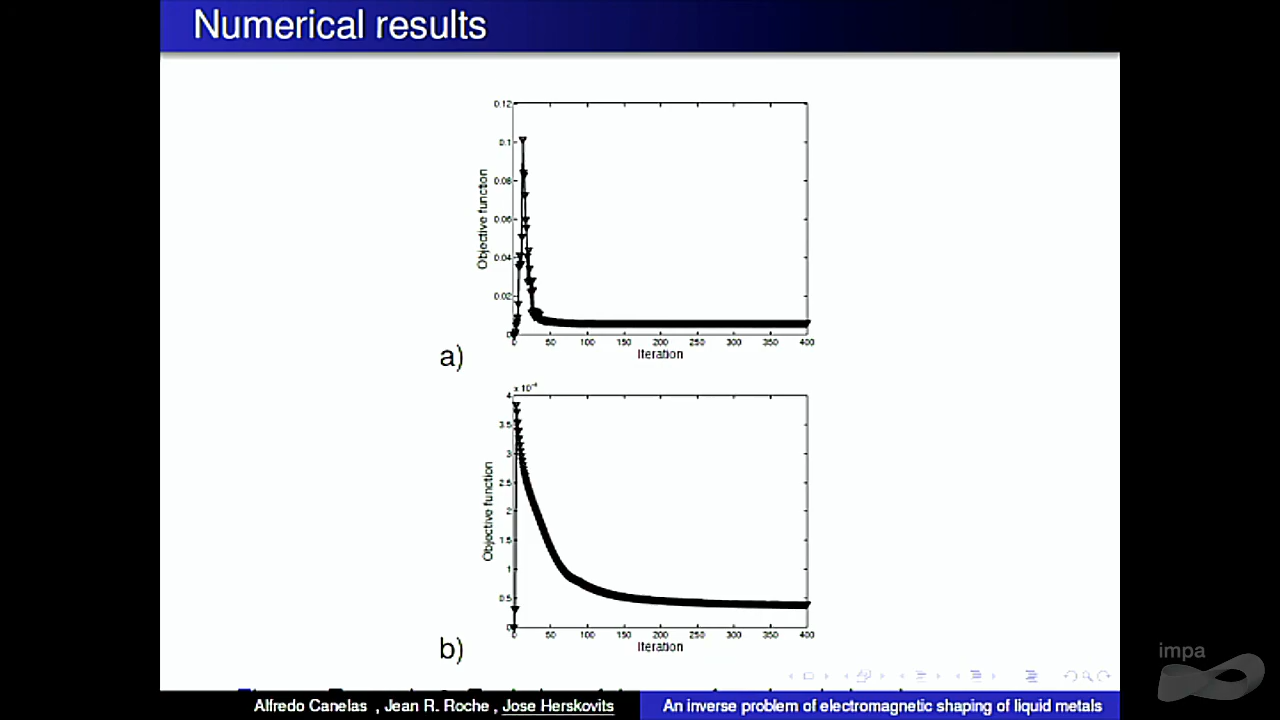 Numerical results
0.12
0.1
0.08
0.06
0.04
0.02
0
Objective function
0 50 100 150 200 250 300 350 400
Iteration
a)
4
3.5
3
2.5
2
1.5
1
0.5
0
Objective function
0 50 100 150 200 250 300 350 400
Iteration
b)
impa
Alfredo Canelas , Jean R. Roche , Jose Herskovits
An inverse problem of electromagnetic shaping of liquid metals